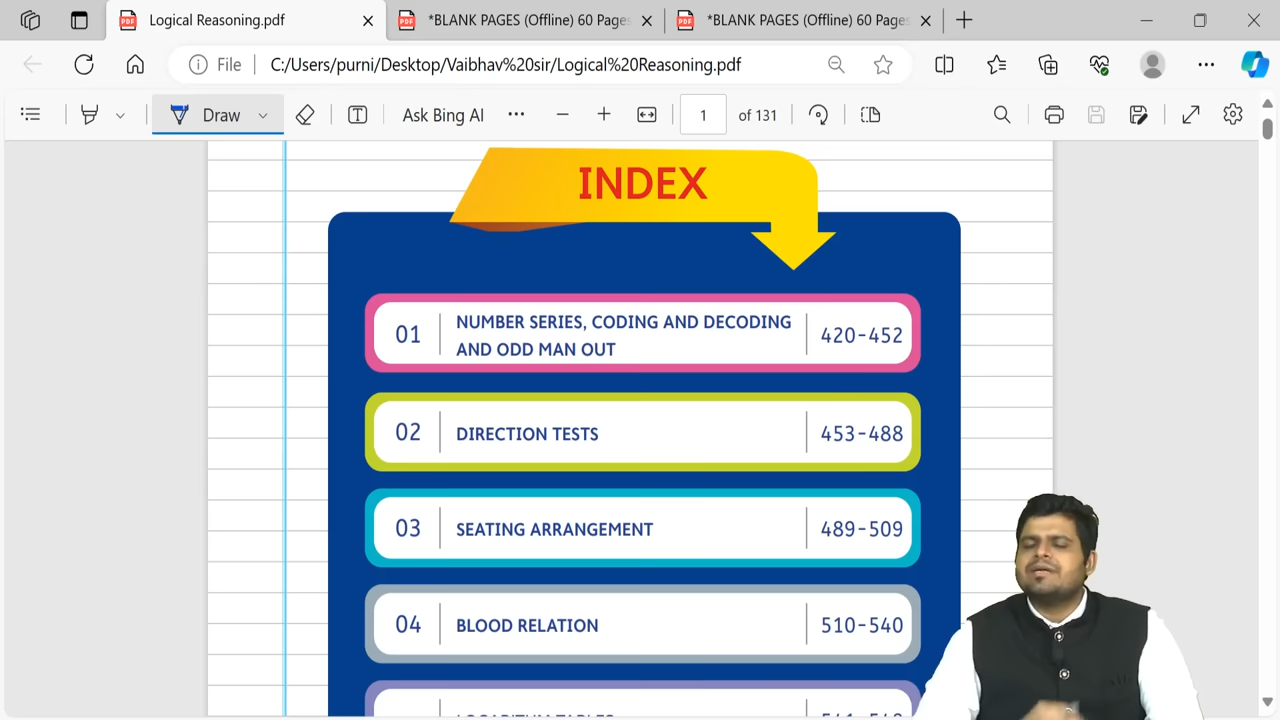 Logical Reasoning.pdf
*BLANK PAGES (Offline) 60 Pages
*BLANK PAGES (Offline) 60 Pages
File
C:/Users/purni/Desktop/Vaibhav%20sir/Logical%20Reasoning.pdf
Draw
Ask Bing AI
1
of 131
INDEX
01
NUMBER SERIES, CODING AND DECODING
AND ODD MAN OUT
420-452
02
DIRECTION TESTS
453-488
03
SEATING ARRANGEMENT
489-509
04
BLOOD RELATION
510-540